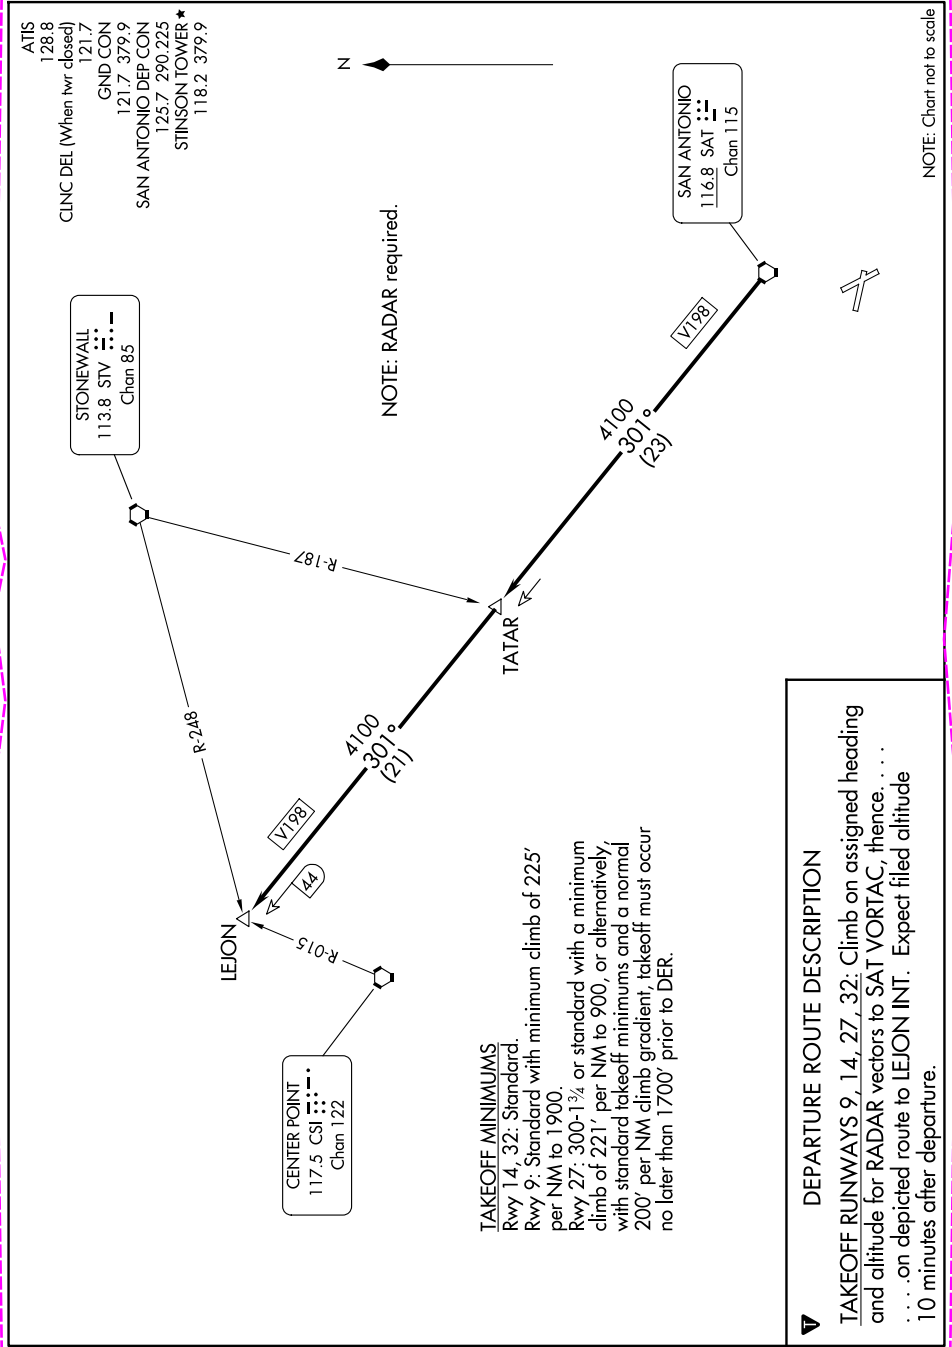 ATIS
128.8
CLNC DEL (When twr closed)
121.7
GND CON
121.7 379.9
SAN ANTONIO DEP CON
125.7 290.225
STINSON TOWER★
118.2 379.9
N
STONEWALL
113.8 STV
Chan 85
NOTE: RADAR required.
SAN ANTONIO
116.8 SAT
Chan 115
V198
4100
301°
(23)
TATAR
R-187
R-248
4100
301°
(21)
V198
44
LEJON
R-015
CENTER POINT
117.5 CSI
Chan 122
NOTE: Chart not to scale
TAKEOFF MINIMUMS
Rwy 14, 32: Standard.
Rwy 9: Standard with minimum climb of 225'
per NM to 1900.
Rwy 27: 300-1¾ or standard with a minimum
climb of 221' per NM to 900, or alternatively,
with standard takeoff minimums and a normal
200' per NM climb gradient, takeoff must occur
no later than 1700' prior to DER.
T
DEPARTURE ROUTE DESCRIPTION
TAKEOFF RUNWAYS 9, 14, 27, 32: Climb on assigned heading
and altitude for RADAR vectors to SAT VORTAC, thence. . . .
. . . .on depicted route to LEJON INT. Expect filed altitude
10 minutes after departure.